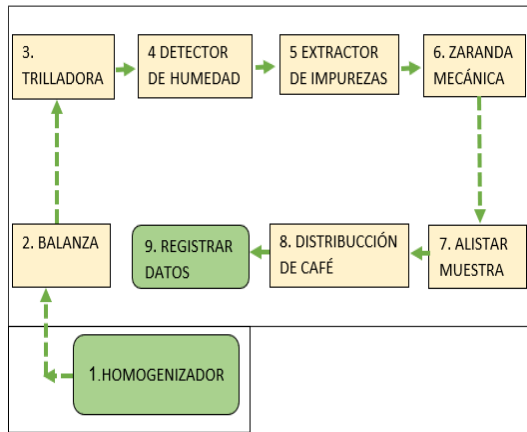 3.
TRILLADORA
4 DETECTOR
DE HUMEDAD
5 EXTRACTOR
DE IMPUREZAS
6. ZARANDA
MECÁNICA
2. BALANZA
9. REGISTRAR
DATOS
8. DISTRIBUCCIÓN
DE CAFÉ
7. ALISTAR
MUESTRA
1.HOMOGENIZADOR